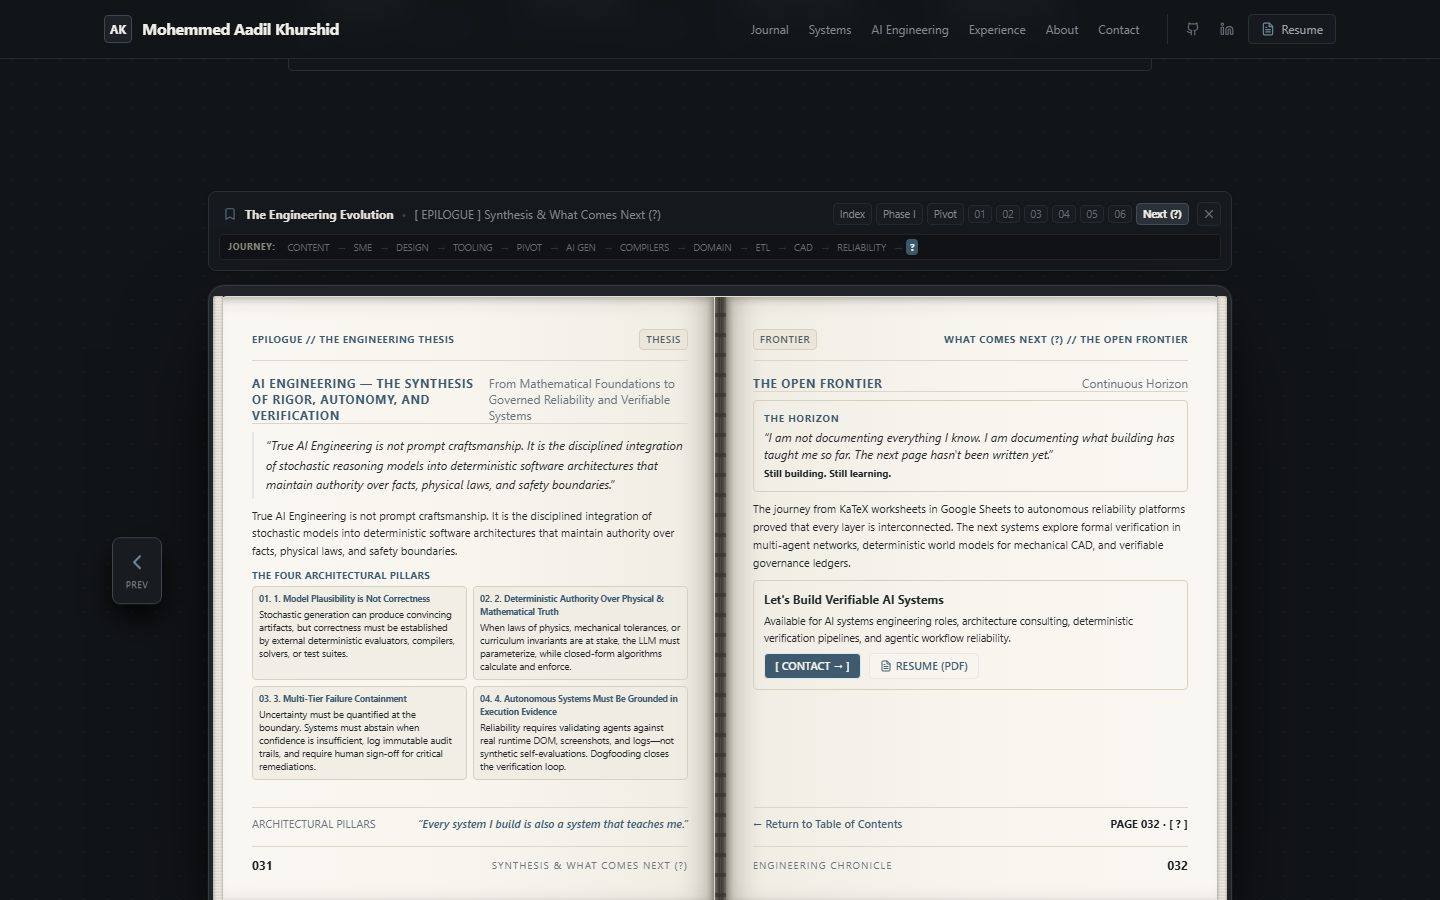 AK Mohemmed Aadil Khurshid Journal Systems AI Engineering Experience About Contact Resume
The Engineering Evolution • [ EPILOGUE ] Synthesis & What Comes Next (?) Index Phase I Pivot 01 02 03 04 05 06 Next (?) ×
JOURNEY: CONTENT — SME — DESIGN — TOOLING — PIVOT — AI GEN — COMPILERS — DOMAIN — ETL — CAD — RELIABILITY — ?
PREV
EPILOGUE // THE ENGINEERING THESIS THESIS
AI ENGINEERING — THE SYNTHESIS
OF RIGOR, AUTONOMY, AND
VERIFICATION
From Mathematical Foundations to
Governed Reliability and Verifiable
Systems
“True AI Engineering is not prompt craftsmanship. It is the disciplined integration
of stochastic reasoning models into deterministic software architectures that
maintain authority over facts, physical laws, and safety boundaries.”
True AI Engineering is not prompt craftsmanship. It is the disciplined integration of
stochastic models into deterministic software architectures that maintain authority over
facts, physical laws, and safety boundaries.
THE FOUR ARCHITECTURAL PILLARS
01. 1. Model Plausibility is Not Correctness
Stochastic generation can produce convincing
artifacts, but correctness must be established
by external deterministic evaluators, compilers,
solvers, or test suites.
02. 2. Deterministic Authority Over Physical &
Mathematical Truth
When laws of physics, mechanical tolerances, or
curriculum invariants are at stake, the LLM must
parameterize, while closed-form algorithms
calculate and enforce.
03. 3. Multi-Tier Failure Containment
Uncertainty must be quantified at the
boundary. Systems must abstain when
confidence is insufficient, log immutable audit
trails, and require human sign-off for critical
remediations.
04. 4. Autonomous Systems Must Be Grounded in
Execution Evidence
Reliability requires validating agents against
real runtime DOM, screenshots, and logs—not
synthetic self-evaluations. Dogfooding closes
the verification loop.
ARCHITECTURAL PILLARS “Every system I build is also a system that teaches me.”
031 SYNTHESIS & WHAT COMES NEXT (?)
FRONTIER WHAT COMES NEXT (?) // THE OPEN FRONTIER
THE OPEN FRONTIER Continuous Horizon
THE HORIZON
“I am not documenting everything I know. I am documenting what building has
taught me so far. The next page hasn't been written yet.”
Still building. Still learning.
The journey from KaTeX worksheets in Google Sheets to autonomous reliability platforms
proved that every layer is interconnected. The next systems explore formal verification in
multi-agent networks, deterministic world models for mechanical CAD, and verifiable
governance ledgers.
Let's Build Verifiable AI Systems
Available for AI systems engineering roles, architecture consulting, deterministic
verification pipelines, and agentic workflow reliability.
[ CONTACT → ] RESUME (PDF)
← Return to Table of Contents PAGE 032 · [ ? ]
ENGINEERING CHRONICLE 032